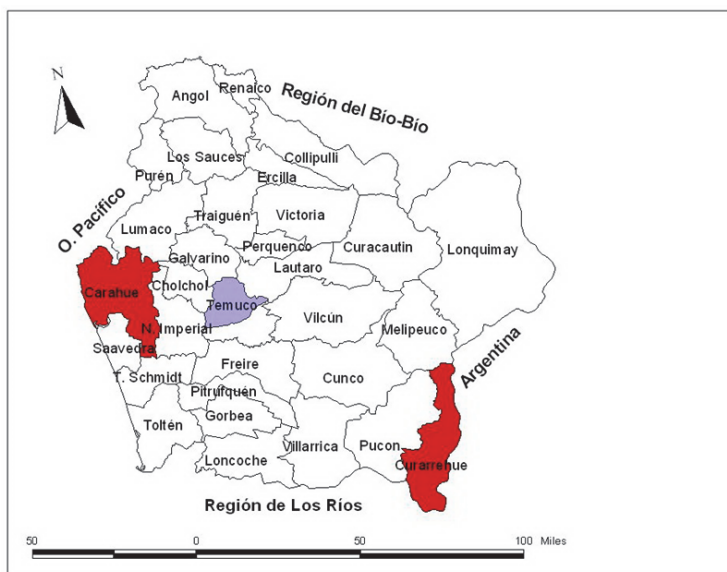 N
Renaico
Angol
Región del Bío-Bío
Los Sauces
Collipulli
Purén
Ercilla
O. Pacífico
Traiguén
Victoria
Lumaco
Perquenco
Curacautin
Lonquimay
Galvarino
Lautaro
Cholchol
Carahue
Temuco
Vilcún
N. Imperial
Melipeuco
Saavedra
Argentina
Freire
T. Schmidt
Cunco
Pitrufquén
Gorbea
Toltén
Villarrica
Pucon
Loncoche
Curarrehue
Región de Los Ríos
50 0 50 100 Miles